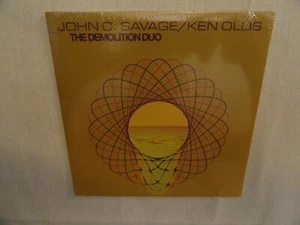 JOHN C. SAVAGE/KEN OLLIS
THE DEMOLITION DUO